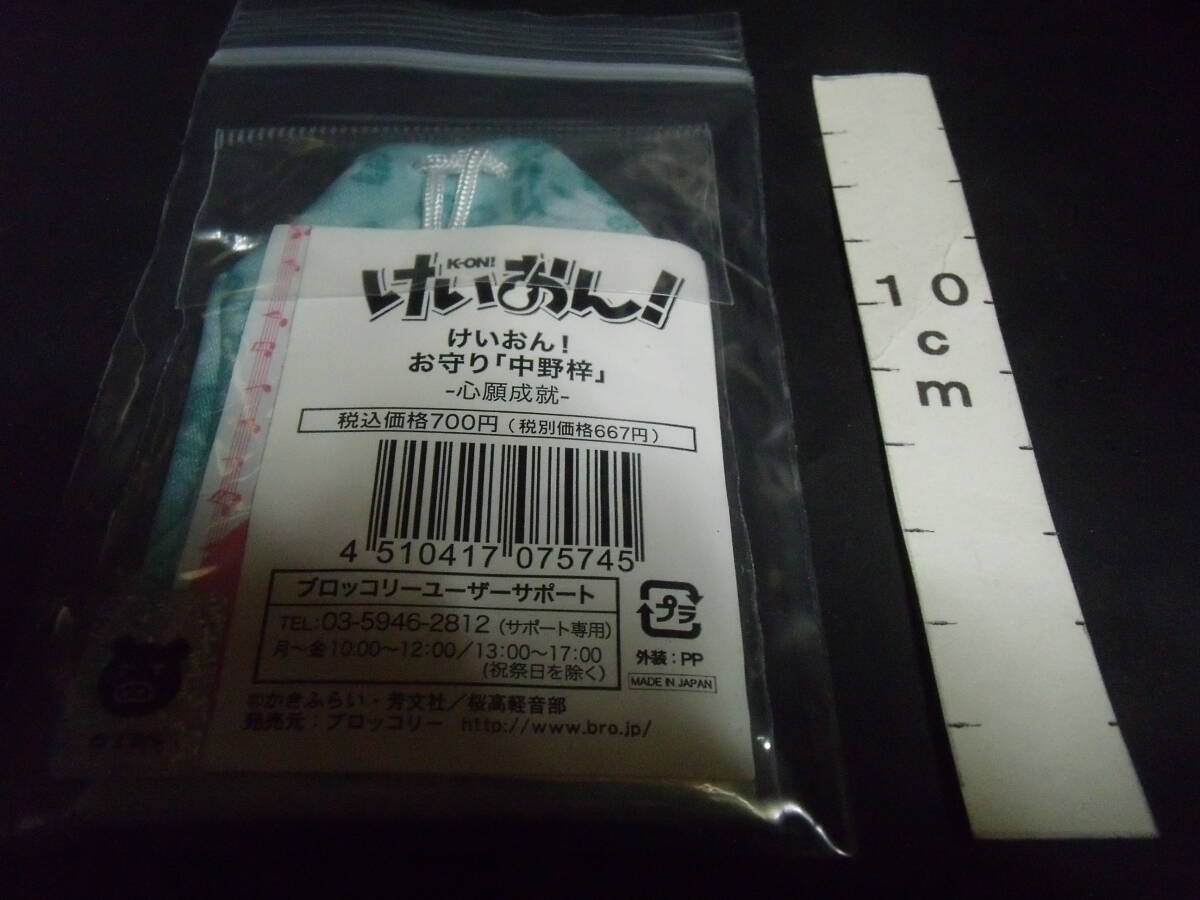 K-ON!
けいおん!
けいおん!
お守り「中野梓」
-心願成就-
税込価格700円(税別価格667円)
4 510417 075745
ブロッコリーユーザーサポート
TEL:03-5946-2812(サポート専用)
月~金10:00~12:00/13:00~17:00
(祝祭日を除く)
プラ
外装:PP
MADE IN JAPAN
©かきふらい・芳文社/桜高軽音部
発売元:ブロッコリー http://www.bro.jp/
10
c
m